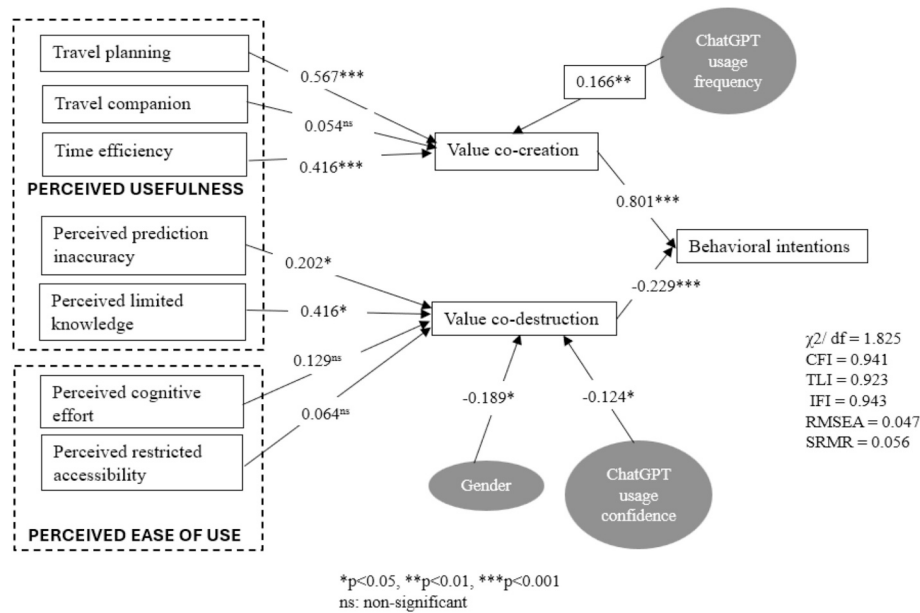 Travel planning
0.567***
Travel companion
0.054ns
Time efficiency
0.416***
PERCEIVED USEFULNESS
Perceived prediction
inaccuracy
0.202*
Perceived limited
knowledge
0.416*
0.129ns
Perceived cognitive
effort
0.064ns
Perceived restricted
accessibility
PERCEIVED EASE OF USE
ChatGPT
usage
frequency
0.166**
Value co-creation
0.801***
Behavioral intentions
-0.229***
Value co-destruction
-0.189*
-0.124*
Gender
ChatGPT
usage
confidence
χ2/ df = 1.825
CFI = 0.941
TLI = 0.923
IFI = 0.943
RMSEA = 0.047
SRMR = 0.056
*p<0.05, **p<0.01, ***p<0.001
ns: non-significant